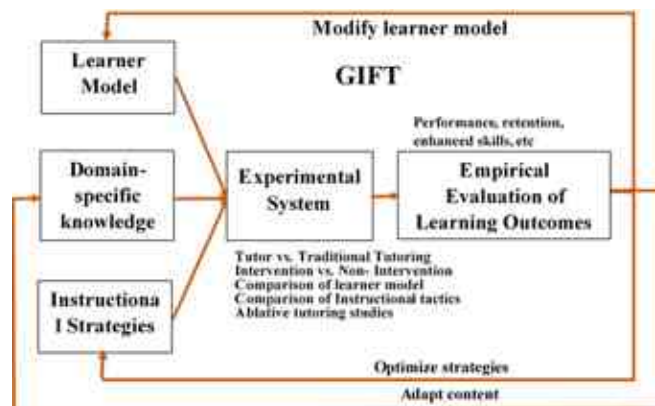 Modify learner model
Learner
Model
GIFT
Performance, retention,
enhanced skills, etc
Domain-
specific
knowledge
Experimental
System
Empirical
Evaluation of
Learning Outcomes
Tutor vs. Traditional Tutoring
Intervention vs. Non- Intervention
Comparison of learner model
Comparison of Instructional tactics
Ablative tutoring studies
Instructiona
l Strategies
Optimize strategies
Adapt content